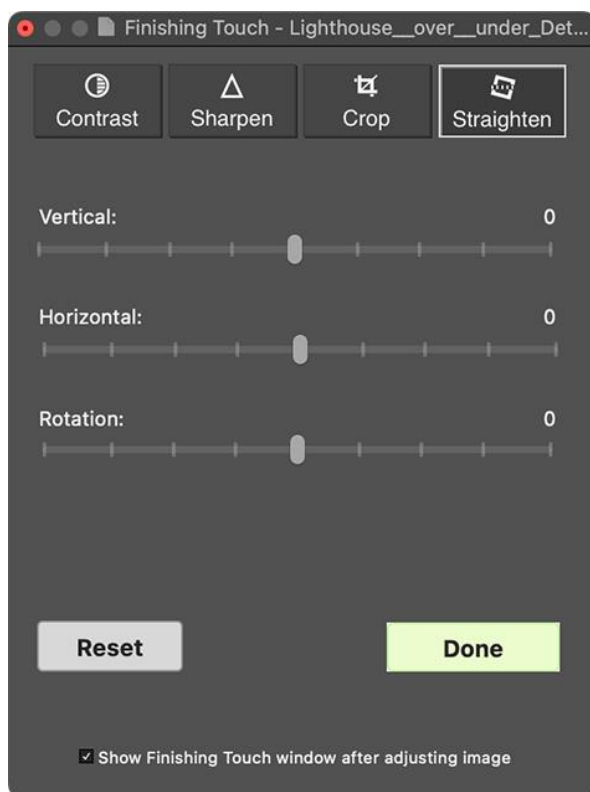 Finishing Touch - Lighthouse__over__under_Det...
Contrast Sharpen Crop Straighten
Vertical: 0
Horizontal: 0
Rotation: 0
Reset Done
Show Finishing Touch window after adjusting image